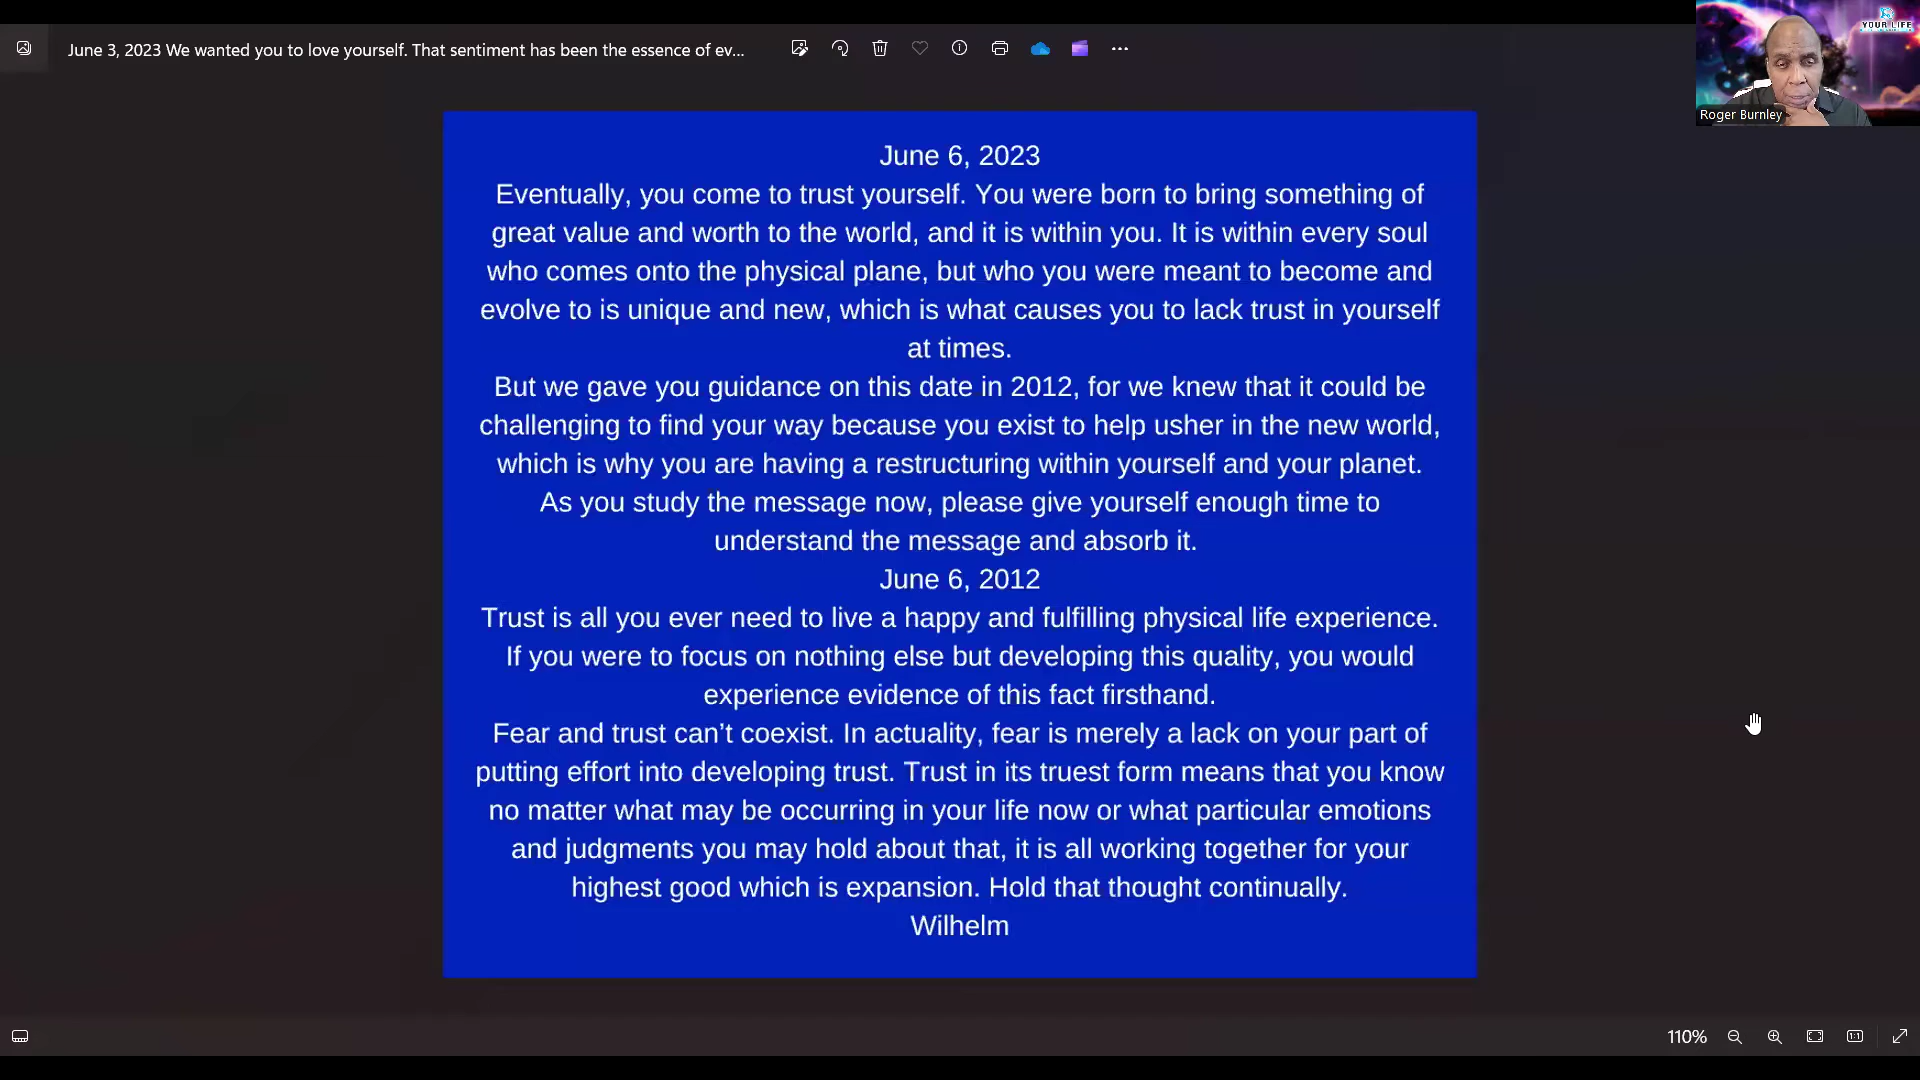 June 3, 2023 We wanted you to love yourself. That sentiment has been the essence of ev...
YOUR LIFE
Roger Burnley
June 6, 2023
Eventually, you come to trust yourself. You were born to bring something of
great value and worth to the world, and it is within you. It is within every soul
who comes onto the physical plane, but who you were meant to become and
evolve to is unique and new, which is what causes you to lack trust in yourself
at times.
But we gave you guidance on this date in 2012, for we knew that it could be
challenging to find your way because you exist to help usher in the new world,
which is why you are having a restructuring within yourself and your planet.
As you study the message now, please give yourself enough time to
understand the message and absorb it.
June 6, 2012
Trust is all you ever need to live a happy and fulfilling physical life experience.
If you were to focus on nothing else but developing this quality, you would
experience evidence of this fact firsthand.
Fear and trust can’t coexist. In actuality, fear is merely a lack on your part of
putting effort into developing trust. Trust in its truest form means that you know
no matter what may be occurring in your life now or what particular emotions
and judgments you may hold about that, it is all working together for your
highest good which is expansion. Hold that thought continually.
Wilhelm
110%
1:1